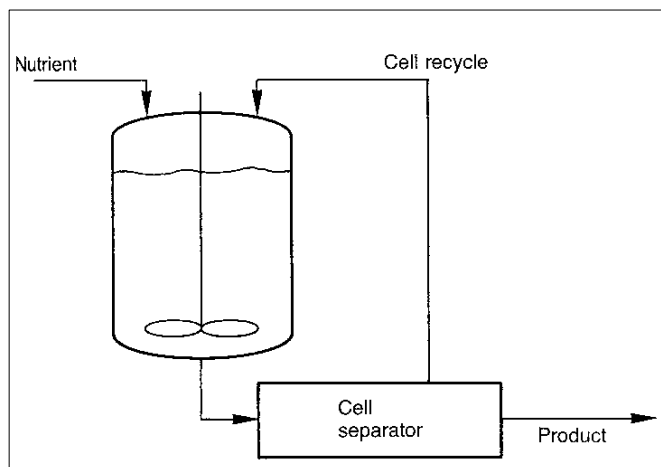 Nutrient
Cell recycle
Cell
separator
Product